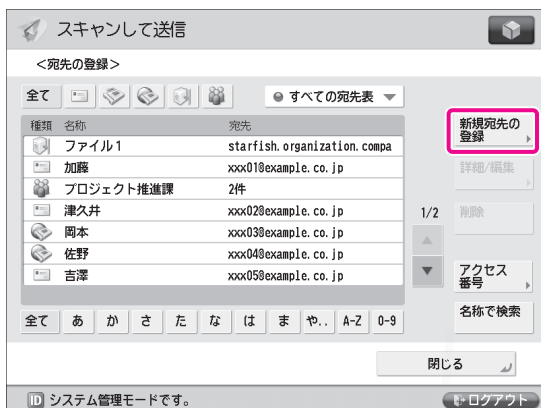 スキャンして送信
＜宛先の登録＞
全て
すべての宛先表
種類 名称 宛先
ファイル1 starfish.organization.compa
加藤 xxx01@example.co.jp
プロジェクト推進課 2件
津久井 xxx02@example.co.jp
岡本 xxx03@example.co.jp
佐野 xxx04@example.co.jp
吉澤 xxx05@example.co.jp
1/2
新規宛先の
登録
詳細/編集
削除
アクセス
番号
名称で検索
全て あ か さ た な は ま や.. A-Z 0-9
閉じる
ID システム管理モードです。
ログアウト